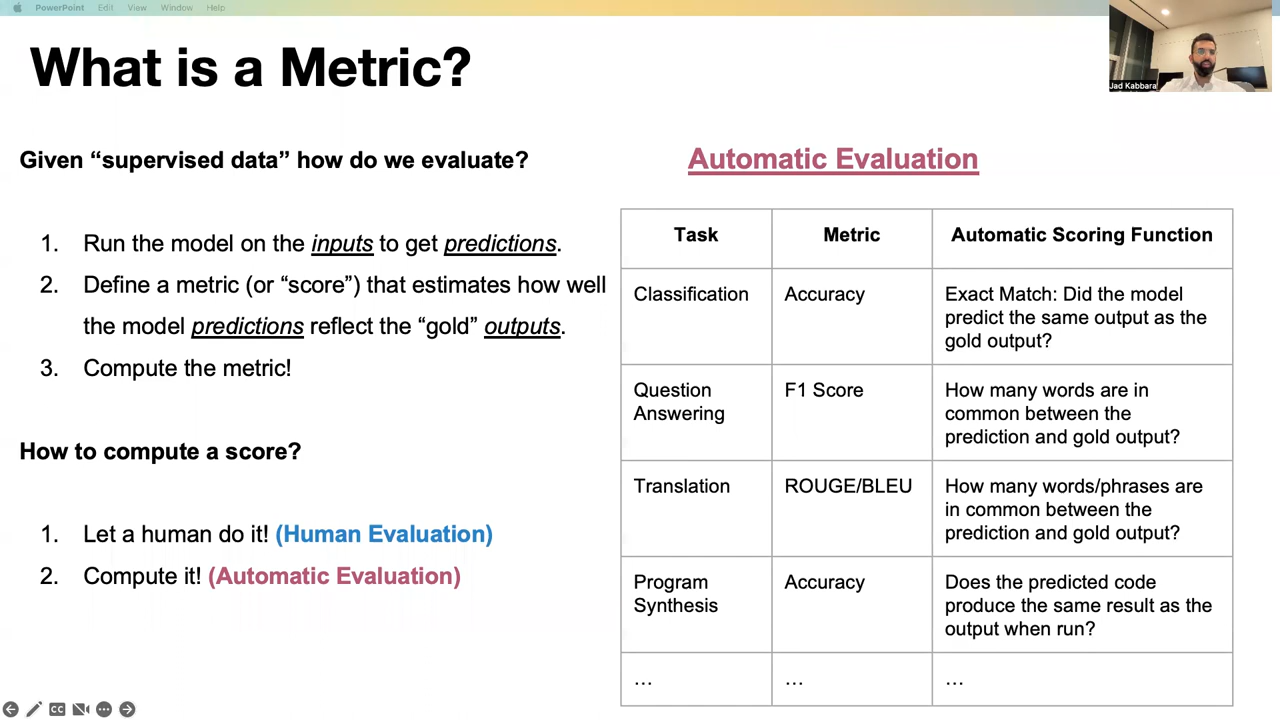 PowerPoint Edit View Window Help
What is a Metric?
Jad Kabbara
Given “supervised data” how do we evaluate?
1. Run the model on the inputs to get predictions.
2. Define a metric (or “score”) that estimates how well
the model predictions reflect the “gold” outputs.
3. Compute the metric!
How to compute a score?
1. Let a human do it! (Human Evaluation)
2. Compute it! (Automatic Evaluation)
Automatic Evaluation
Task Metric Automatic Scoring Function
Classification Accuracy Exact Match: Did the model
predict the same output as the
gold output?
Question F1 Score How many words are in
Answering common between the
prediction and gold output?
Translation ROUGE/BLEU How many words/phrases are
in common between the
prediction and gold output?
Program Accuracy Does the predicted code
Synthesis produce the same result as the
output when run?
… … …
CC